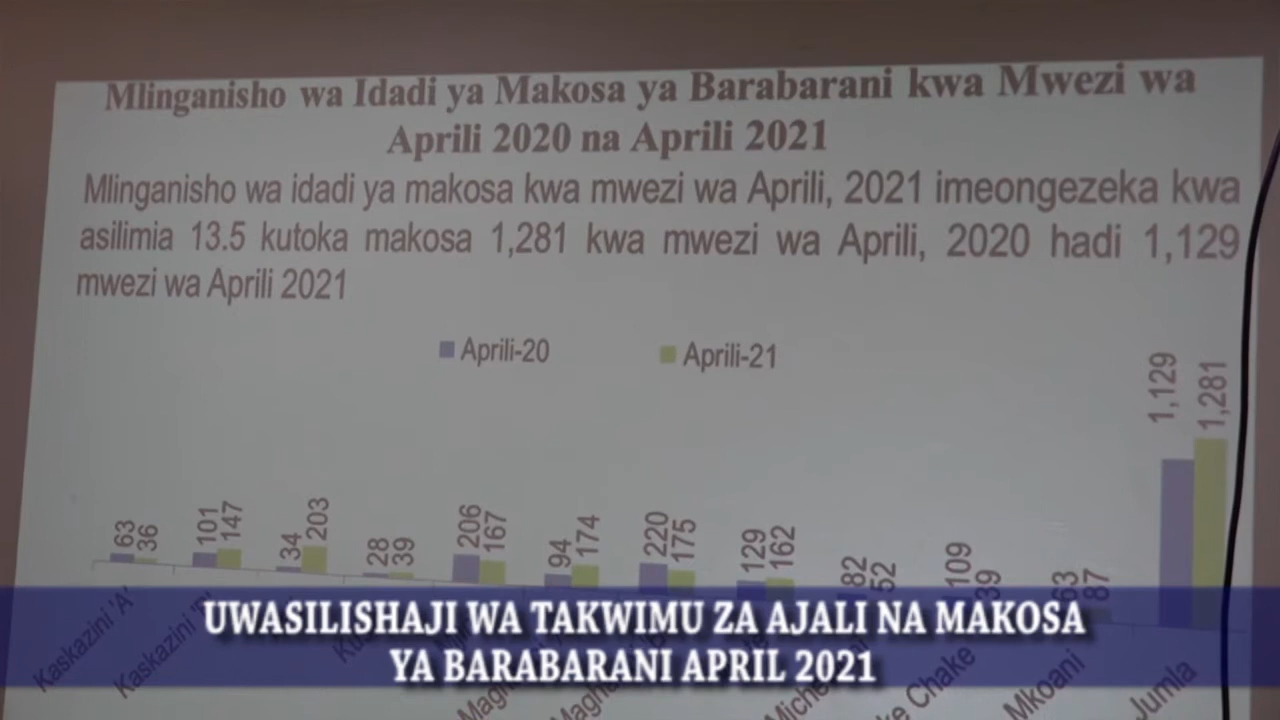 Mlinganisho wa Idadi ya Makosa ya Barabarani kwa Mwezi wa
Aprili 2020 na Aprili 2021
Mlinganisho wa idadi ya makosa kwa mwezi wa Aprili, 2021 imeongezeka kwa
asilimia 13.5 kutoka makosa 1,281 kwa mwezi wa Aprili, 2020 hadi 1,129
mwezi wa Aprili 2021
Aprili-20 Aprili-21
63 36 101 147 34 203 28 39 206 167 94 174 220 175 129 162 82 52 109 39 63 87 1,129 1,281
Kaskazini 'A' Kaskazini Chake Mkoani Jumla
UWASILISHAJI WA TAKWIMU ZA AJALI NA MAKOSA
YA BARABARANI APRIL 2021